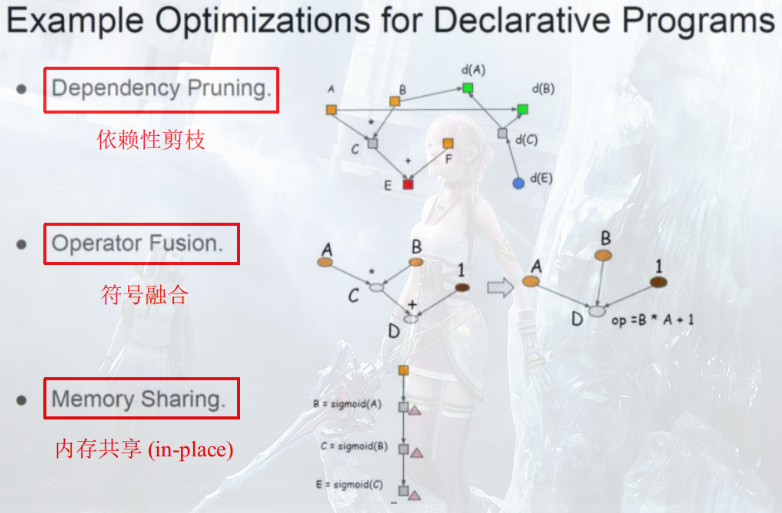 Example Optimizations for Declarative Programs
Dependency Pruning.
依赖性剪枝
A
B
d(A)
d(B)
*
C
d(C)
+
F
E
d(E)
Operator Fusion.
符号融合
A
B
*
1
C
+
D
B
A
1
D
op =B * A + 1
Memory Sharing.
内存共享 (in-place)
B = sigmoid(A)
C = sigmoid(B)
E = sigmoid(C)